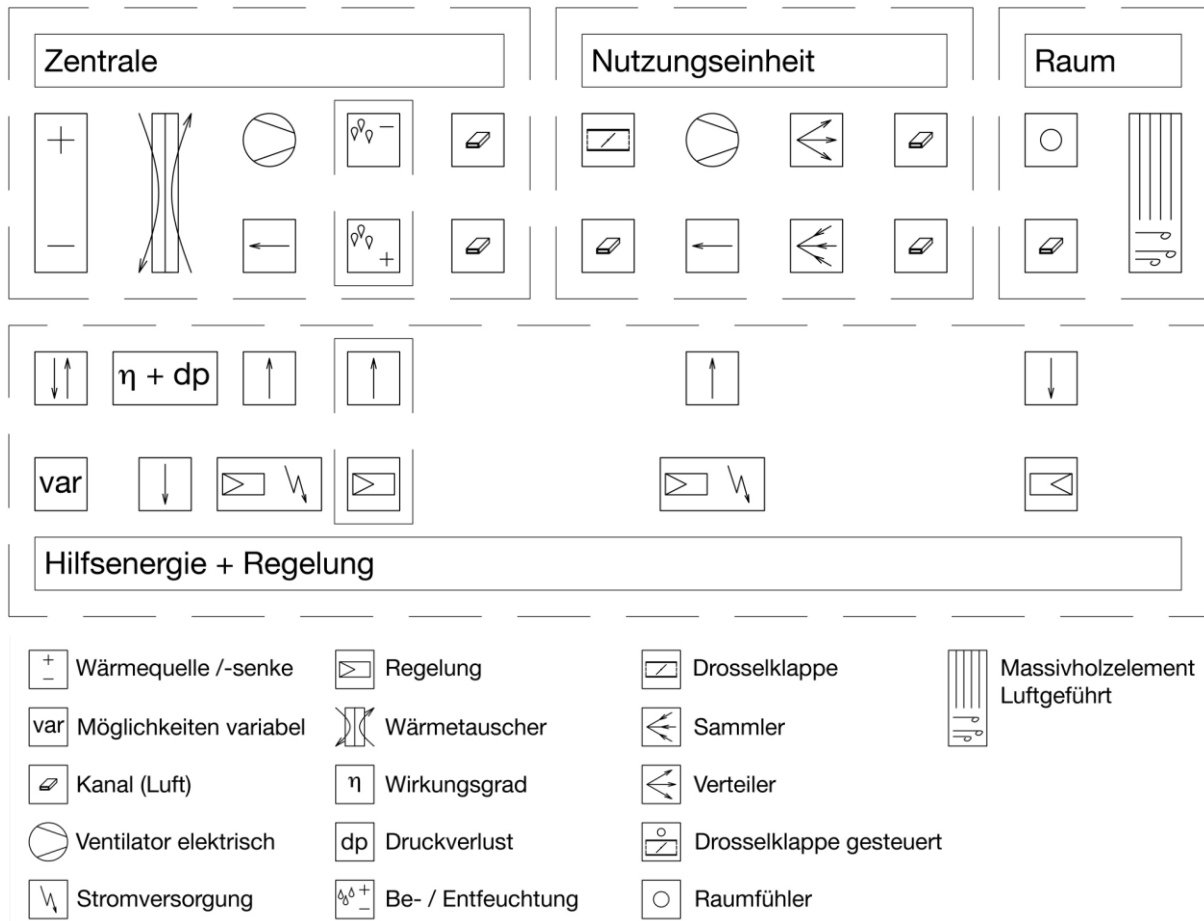 Zentrale
Nutzungseinheit
Raum
+
−
−
+
η + dp
var
Hilfsenergie + Regelung
+
− Wärmequelle /-senke
Regelung
Drosselklappe
Massivholzelement
Luftgeführt
var Möglichkeiten variabel
Wärmetauscher
Sammler
Kanal (Luft)
η Wirkungsgrad
Verteiler
Ventilator elektrisch
dp Druckverlust
Drosselklappe gesteuert
Stromversorgung
+
− Be- / Entfeuchtung
Raumfühler